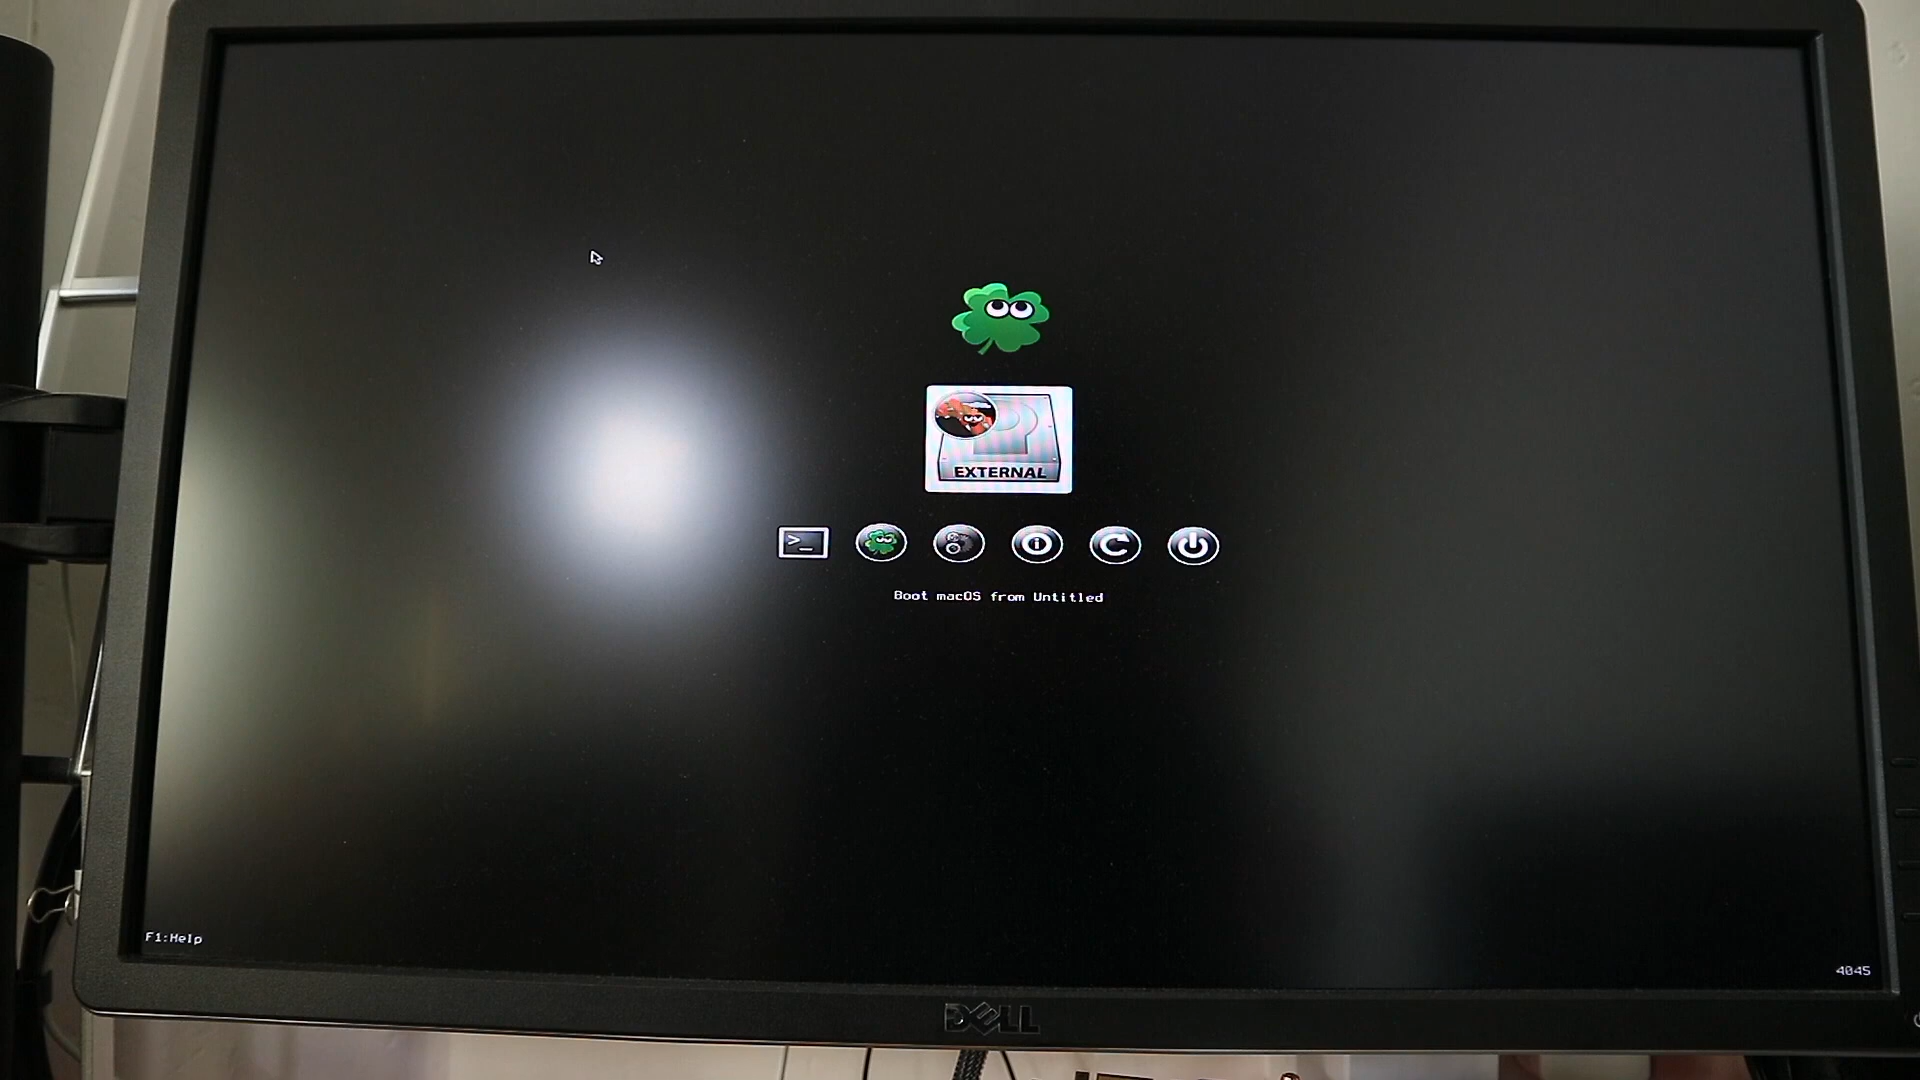 EXTERNAL
>_
Boot macOS from Untitled
F1:Help
4045
DELL